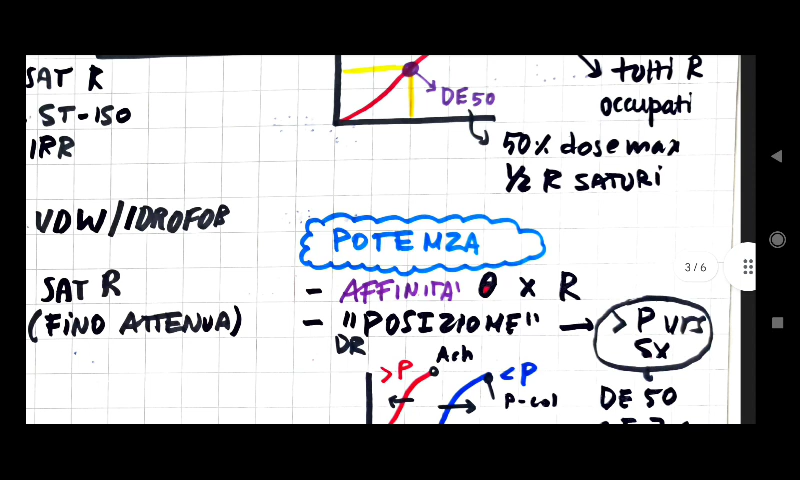 SAT R
ST-150
IRR
VDW/IDROFOB
SAT R
(FINO ATTENUA)
DE50
tutti R
occupati
50% dose max
1/2 R SATURI
POTENZA
- AFFINITA' θ x R
- "POSIZIONE" → > P vrs
SX
DR
>P
Ach
<P
P-col
DE 50
3/6